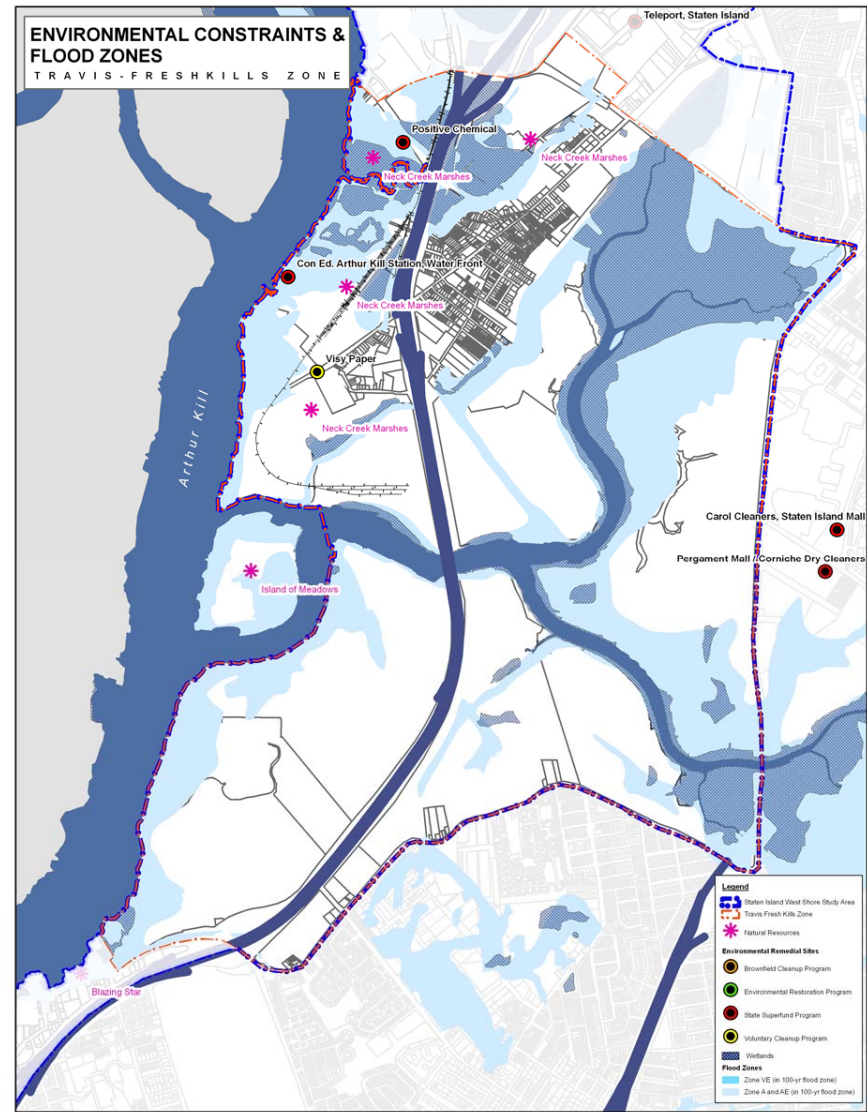 ENVIRONMENTAL CONSTRAINTS &
FLOOD ZONES
TRAVIS-FRESHKILLS ZONE
Teleport, Staten Island
Positive Chemical
Neck Creek Marshes
Neck Creek Marshes
Con Ed. Arthur Kill Station, Water Front
Neck Creek Marshes
Visy Paper
Neck Creek Marshes
Arthur Kill
Carol Cleaners, Staten Island Mall
Pergament Mall / Corniche Dry Cleaners
Island of Meadows
Blazing Star
Legend
Staten Island West Shore Study Area
Travis Fresh Kills Zone
Natural Resources
Environmental Remedial Sites
Brownfield Cleanup Program
Environmental Restoration Program
State Superfund Program
Voluntary Cleanup Program
Wetlands
Flood Zones
Zone VE (in 100-yr flood zone)
Zone A and AE (in 100-yr flood zone)